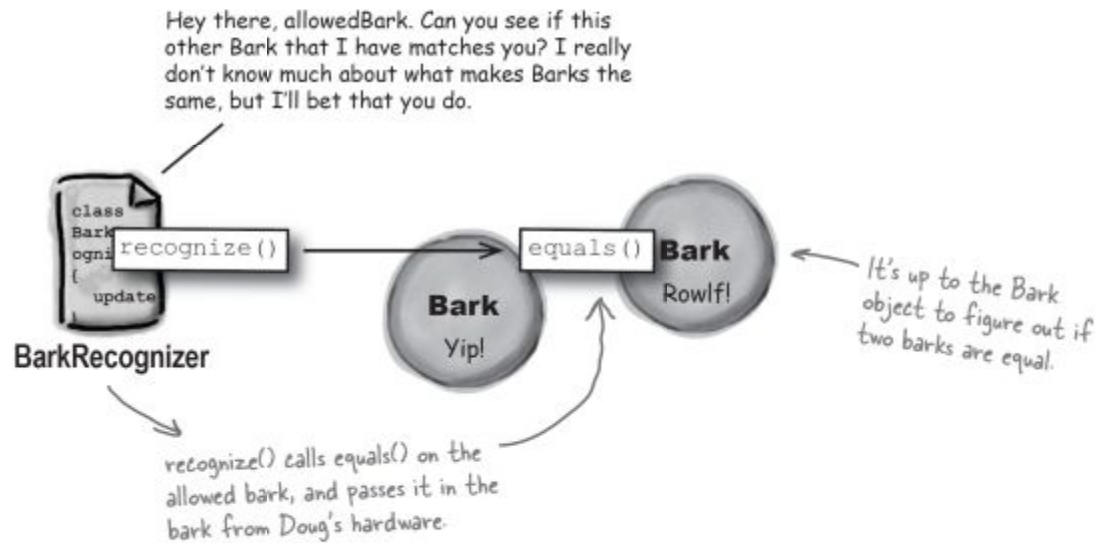 Hey there, allowedBark. Can you see if this
other Bark that I have matches you? I really
don't know much about what makes Barks the
same, but I'll bet that you do.
class
Bark
ogni
{
update
}
recognize()
BarkRecognizer
Bark
Yip!
equals()
Bark
Rowlf!
It's up to the Bark
object to figure out if
two barks are equal.
recognize() calls equals() on the
allowed bark, and passes it in the
bark from Doug's hardware.